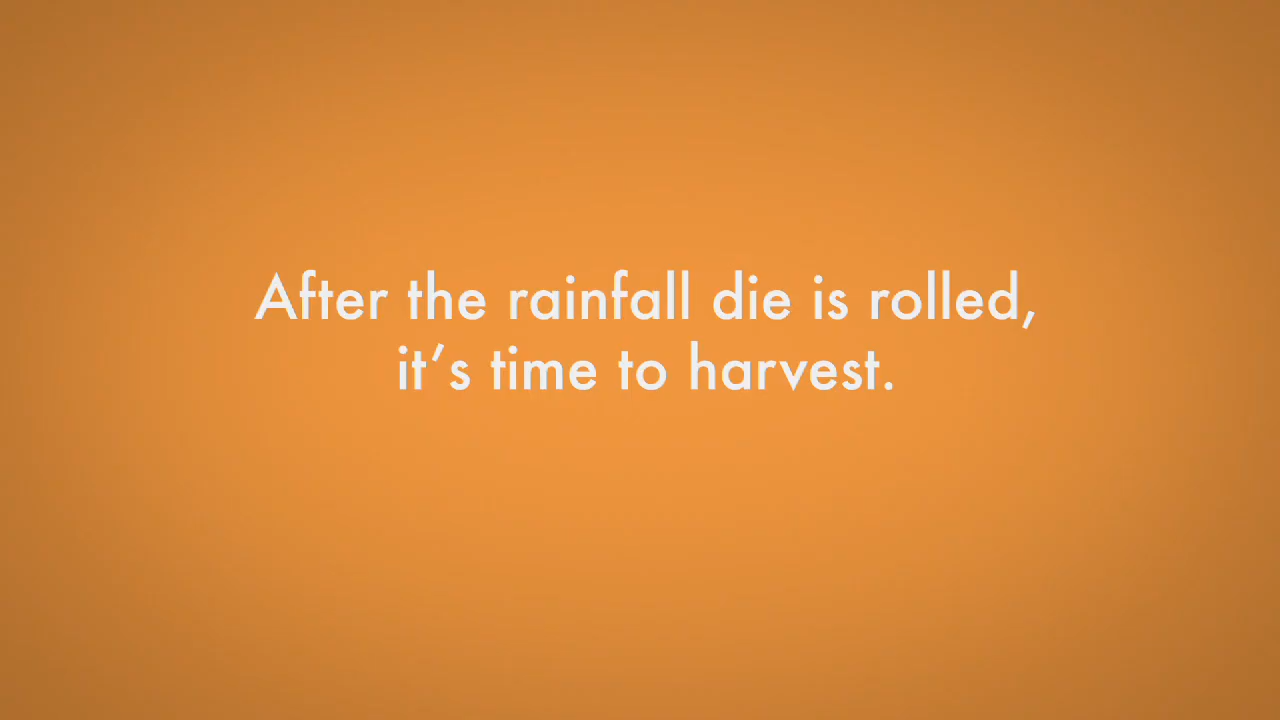 After the rainfall die is rolled,
it’s time to harvest.